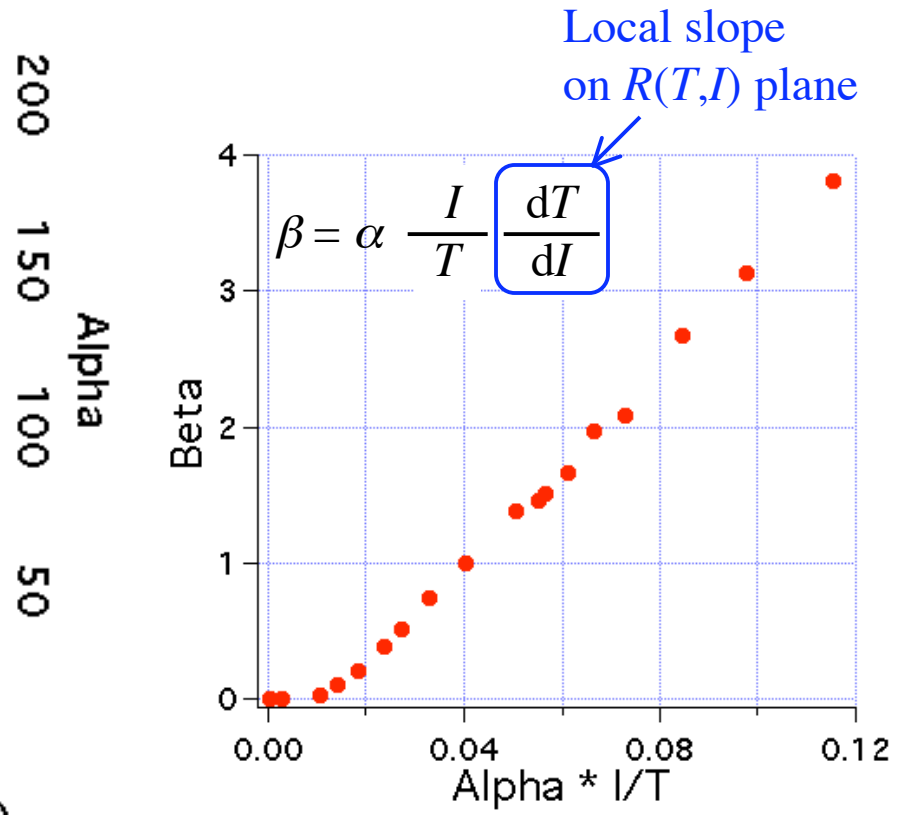 Local slope
on R(T,I) plane
β = α I/T dT/dI
200
150
100
50
Alpha
4
3
2
1
0
Beta
0.00
0.04
0.08
0.12
Alpha * I/T